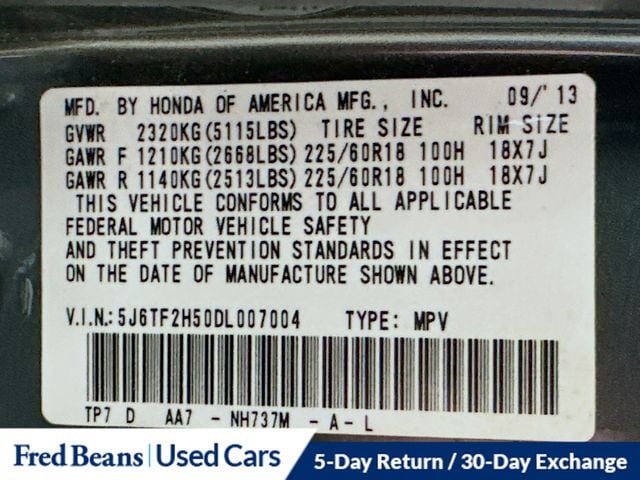 MFD. BY HONDA OF AMERICA MFG., INC. 09/'13
GVWR 2320KG(5115LBS) TIRE SIZE RIM SIZE
GAWR F 1210KG(2668LBS) 225/60R18 100H 18X7J
GAWR R 1140KG(2513LBS) 225/60R18 100H 18X7J
THIS VEHICLE CONFORMS TO ALL APPLICABLE
FEDERAL MOTOR VEHICLE SAFETY
AND THEFT PREVENTION STANDARDS IN EFFECT
ON THE DATE OF MANUFACTURE SHOWN ABOVE.
V.I.N.: 5J6TF2H50DL007004 TYPE: MPV
TP7 D AA7 - NH737M - A - L
Fred Beans Used Cars 5-Day Return / 30-Day Exchange